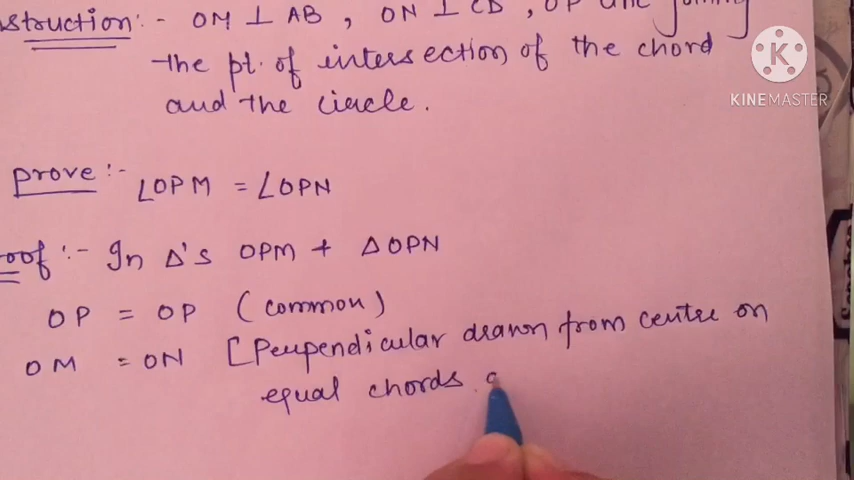 struction :- OM ⊥ AB , ON ⊥ CD , OP
the pt. of intersection of the chord
and the circle.
K
KINEMASTER
prove :- ∠OPM = ∠OPN
oof :- In Δ's OPM + ΔOPN
OP = OP (common)
OM = ON [Perpendicular drawn from centre on
equal chords